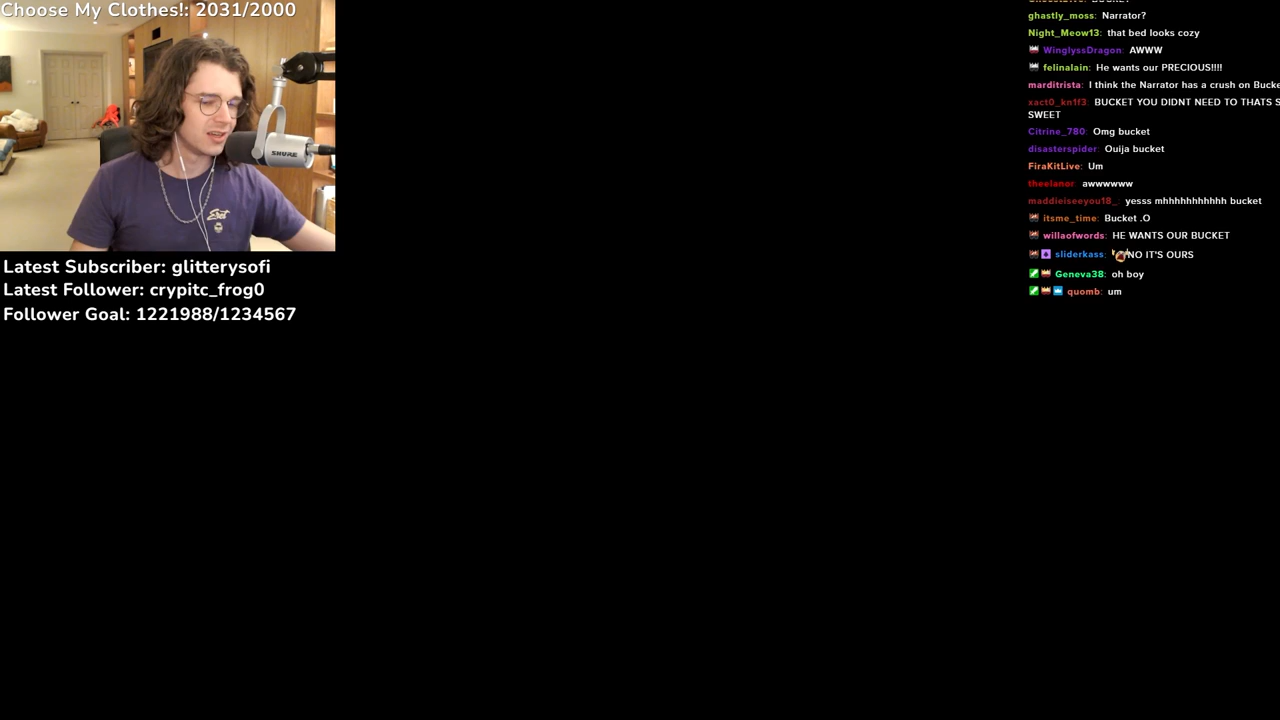 Choose My Clothes!: 2031/2000
SHURE
Eret
Latest Subscriber: glitterysofi
Latest Follower: crypitc_frog0
Follower Goal: 1221988/1234567
ghastly_moss: Narrator?
Night_Meow13: that bed looks cozy
WinglyssDragon: AWWW
felinalain: He wants our PRECIOUS!!!!
marditrista: I think the Narrator has a crush on Bucke
xact0_kn1f3: BUCKET YOU DIDNT NEED TO THATS S
SWEET
Citrine_780: Omg bucket
disasterspider: Ouija bucket
FiraKitLive: Um
theelanor: awwwwww
maddieiseeyou18_: yesss mhhhhhhhhhhh bucket
itsme_time: Bucket .O
willaofwords: HE WANTS OUR BUCKET
sliderkass: NO IT'S OURS
Geneva38: oh boy
quomb: um